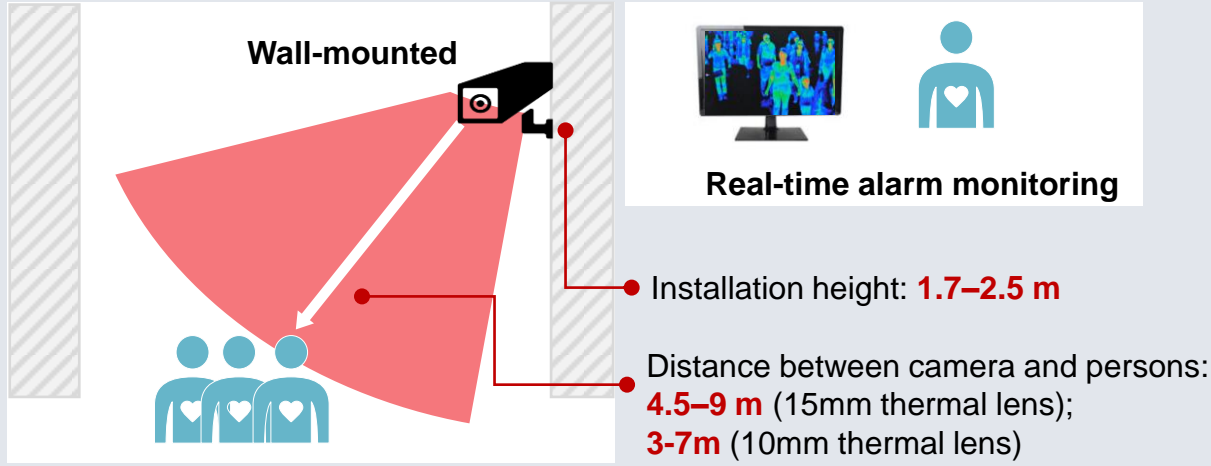 Wall-mounted
Real-time alarm monitoring
Installation height: 1.7–2.5 m
Distance between camera and persons:
4.5–9 m (15mm thermal lens);
3-7m (10mm thermal lens)